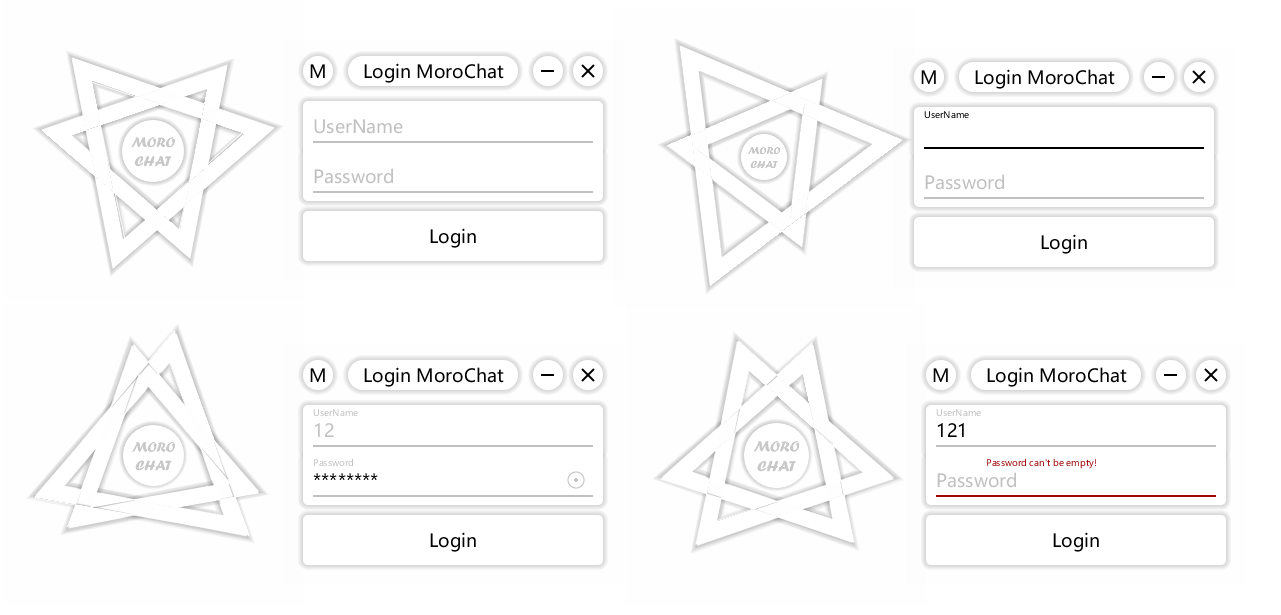 MORO
CHAT
M
Login MoroChat
UserName
Password
Login
MORO
CHAT
M
Login MoroChat
UserName
Password
Login
MORO
CHAT
M
Login MoroChat
UserName
12
Password
********
Login
MORO
CHAT
M
Login MoroChat
UserName
121
Password can't be empty!
Password
Login